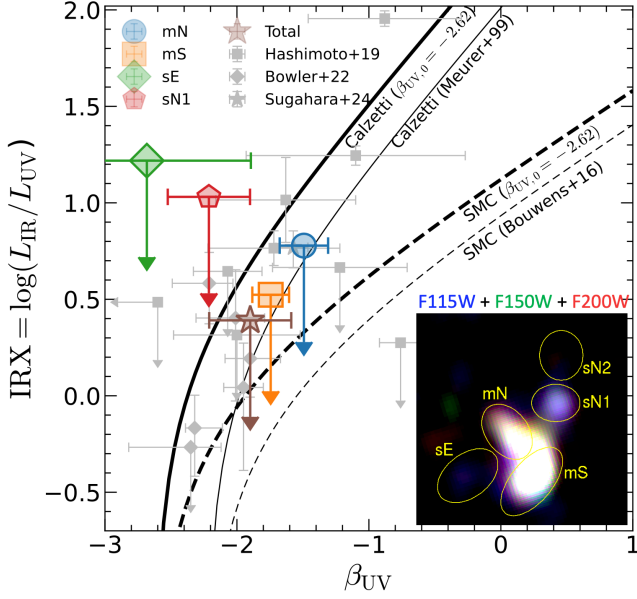 mN
mS
sE
sN1
Total
Hashimoto+19
Bowler+22
Sugahara+24
Calzetti (β_UV, 0 = −2.62)
Calzetti (Meurer+99)
SMC (β_UV, 0 = −2.62)
SMC (Bouwens+16)
IRX = log(L_IR/L_UV)
2.0
1.5
1.0
0.5
0.0
−0.5
−3
−2
−1
0
1
β_UV
F115W + F150W + F200W
sN2
mN
sN1
sE
mS